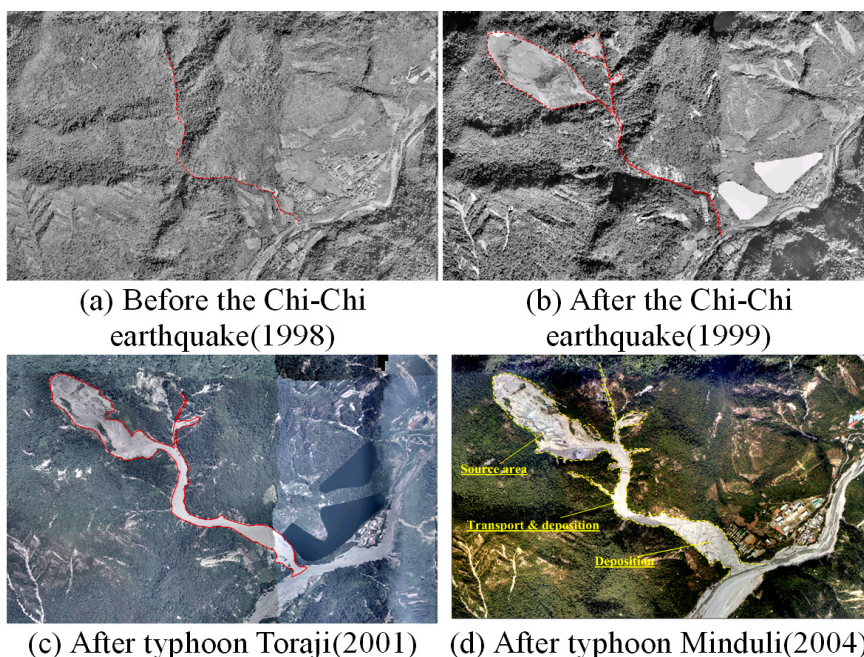 (a) Before the Chi-Chi
earthquake(1998)
(b) After the Chi-Chi
earthquake(1999)
Source area
Transport & deposition
Deposition
(c) After typhoon Toraji(2001)
(d) After typhoon Minduli(2004)